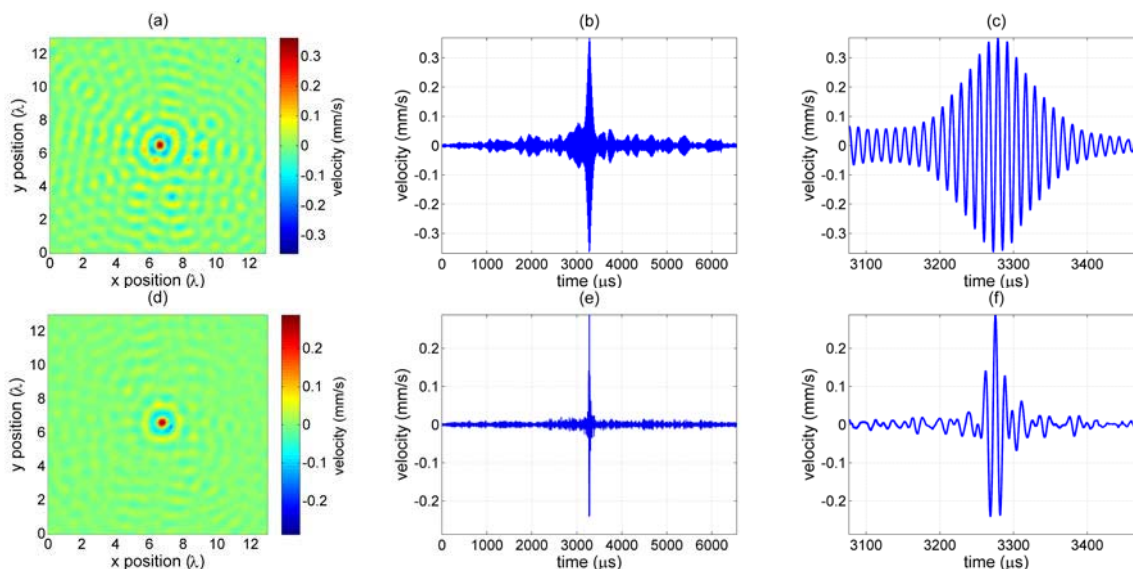 (a)
(b)
(c)
0.3
0.2
0.1
0
-0.1
-0.2
-0.3
velocity (mm/s)
12
10
8
6
4
2
0
y position (λ)
0 2 4 6 8 10 12
x position (λ)
0.3
0.2
0.1
0
-0.1
-0.2
-0.3
velocity (mm/s)
0 1000 2000 3000 4000 5000 6000
time (μs)
0.3
0.2
0.1
0
-0.1
-0.2
-0.3
velocity (mm/s)
3100 3200 3300 3400
time (μs)
(d)
(e)
(f)
12
10
8
6
4
2
0
y position (λ)
0 2 4 6 8 10 12
x position (λ)
0.2
0.1
0
-0.1
-0.2
velocity (mm/s)
0.2
0.1
0
-0.1
-0.2
velocity (mm/s)
0 1000 2000 3000 4000 5000 6000
time (μs)
0.2
0.1
0
-0.1
-0.2
velocity (mm/s)
3100 3200 3300 3400
time (μs)